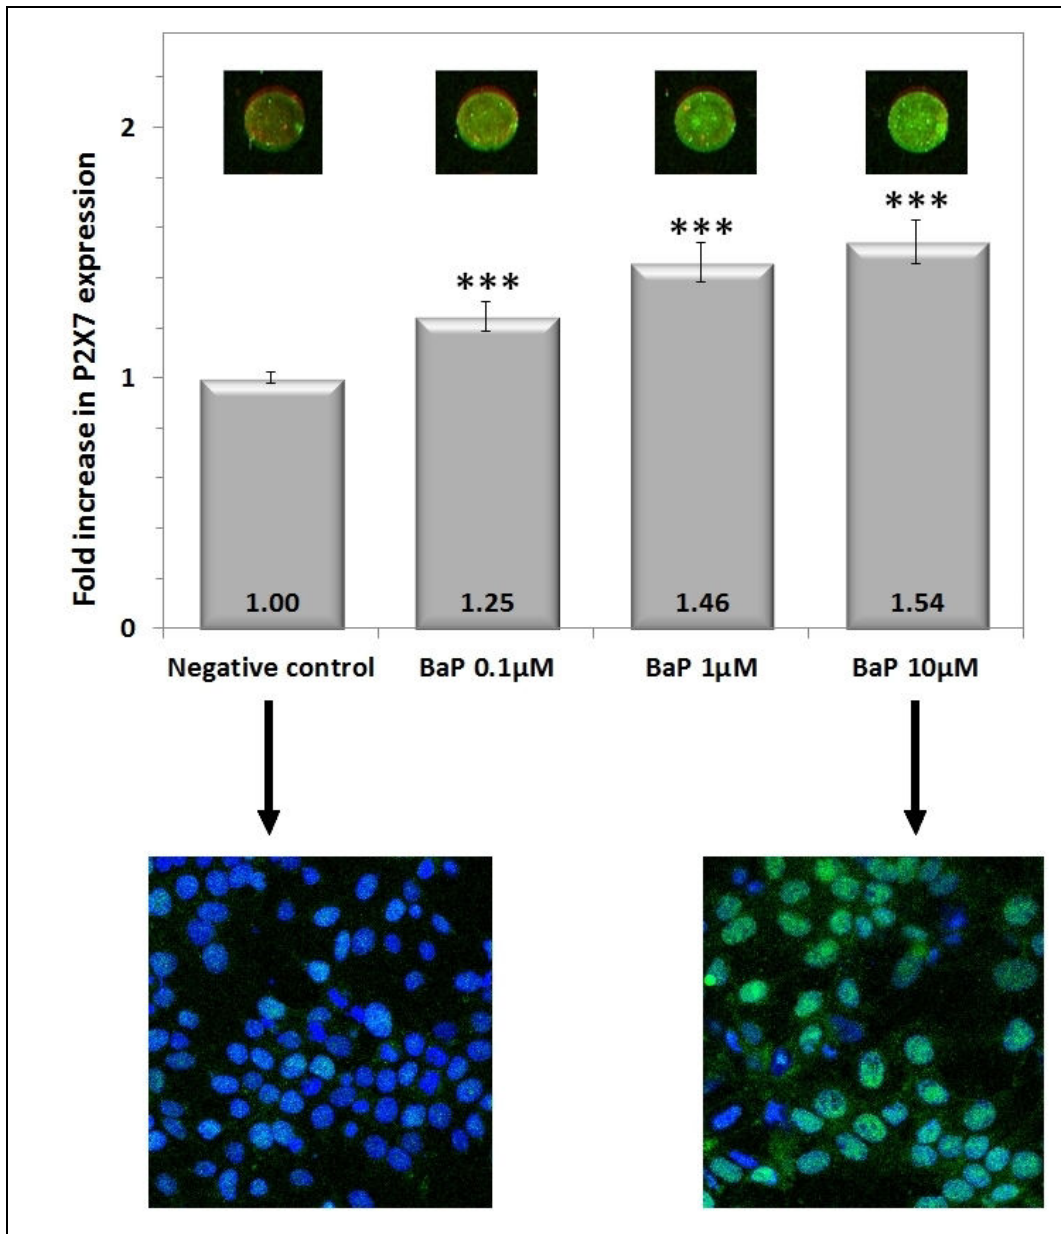 Fold increase in P2X7 expression
2
1
0
***
***
***
1.00
1.25
1.46
1.54
Negative control
BaP 0.1µM
BaP 1µM
BaP 10µM